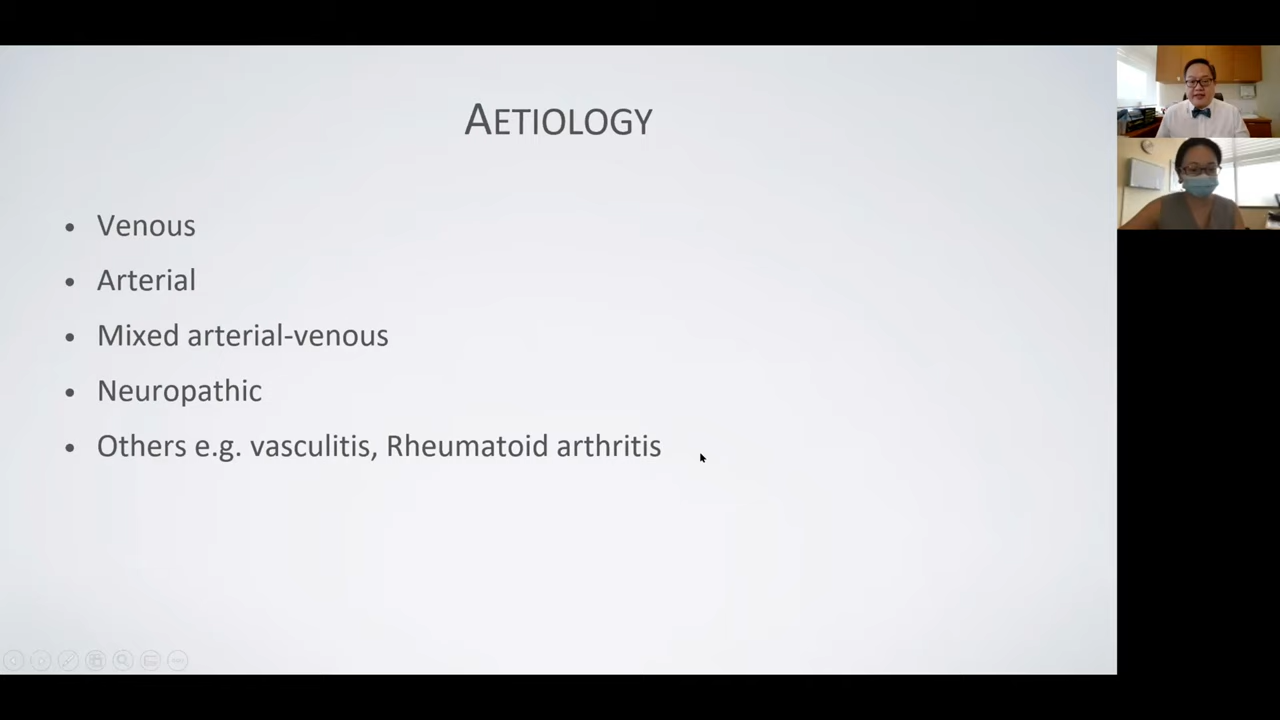 AETIOLOGY
• Venous
• Arterial
• Mixed arterial-venous
• Neuropathic
• Others e.g. vasculitis, Rheumatoid arthritis